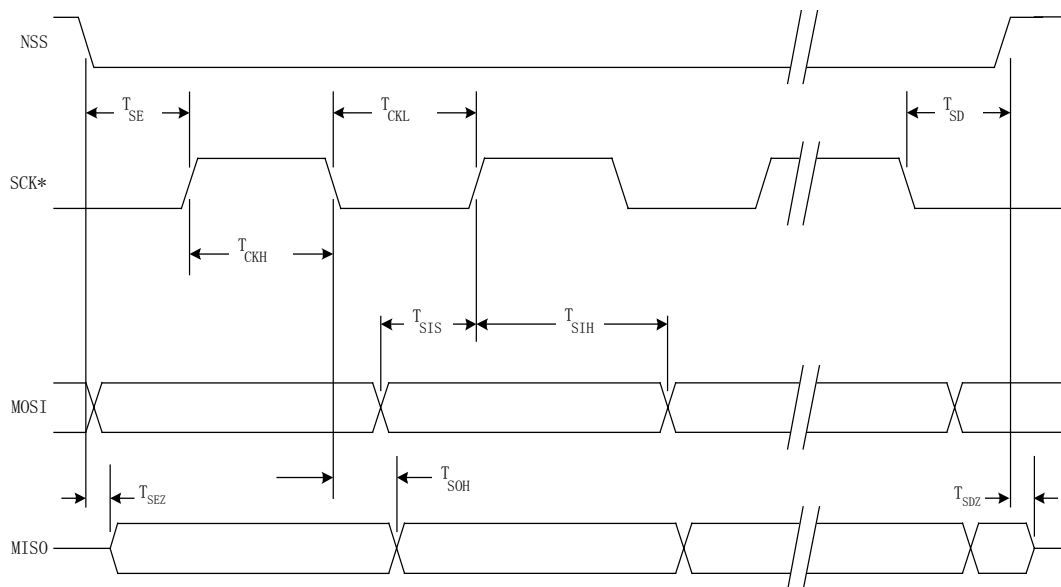 NSS
T_SE
T_CKL
T_SD
SCK*
T_CKH
T_SIS
T_SIH
MOSI
T_SEZ
T_SOH
T_SDZ
MISO